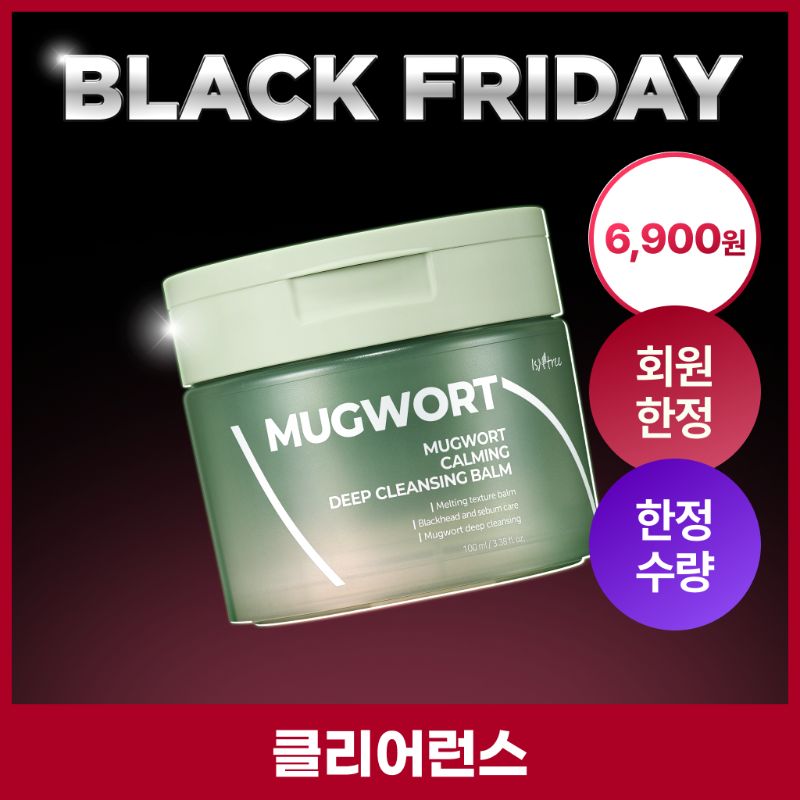 BLACK FRIDAY
6,900원
회원
한정
한정
수량
Isntree
MUGWORT
MUGWORT
CALMING
DEEP CLEANSING BALM
| Melting texture balm
| Blackhead and sebum care
| Mugwort deep cleansing
100 ml / 3.38 fl. oz.
클리어런스